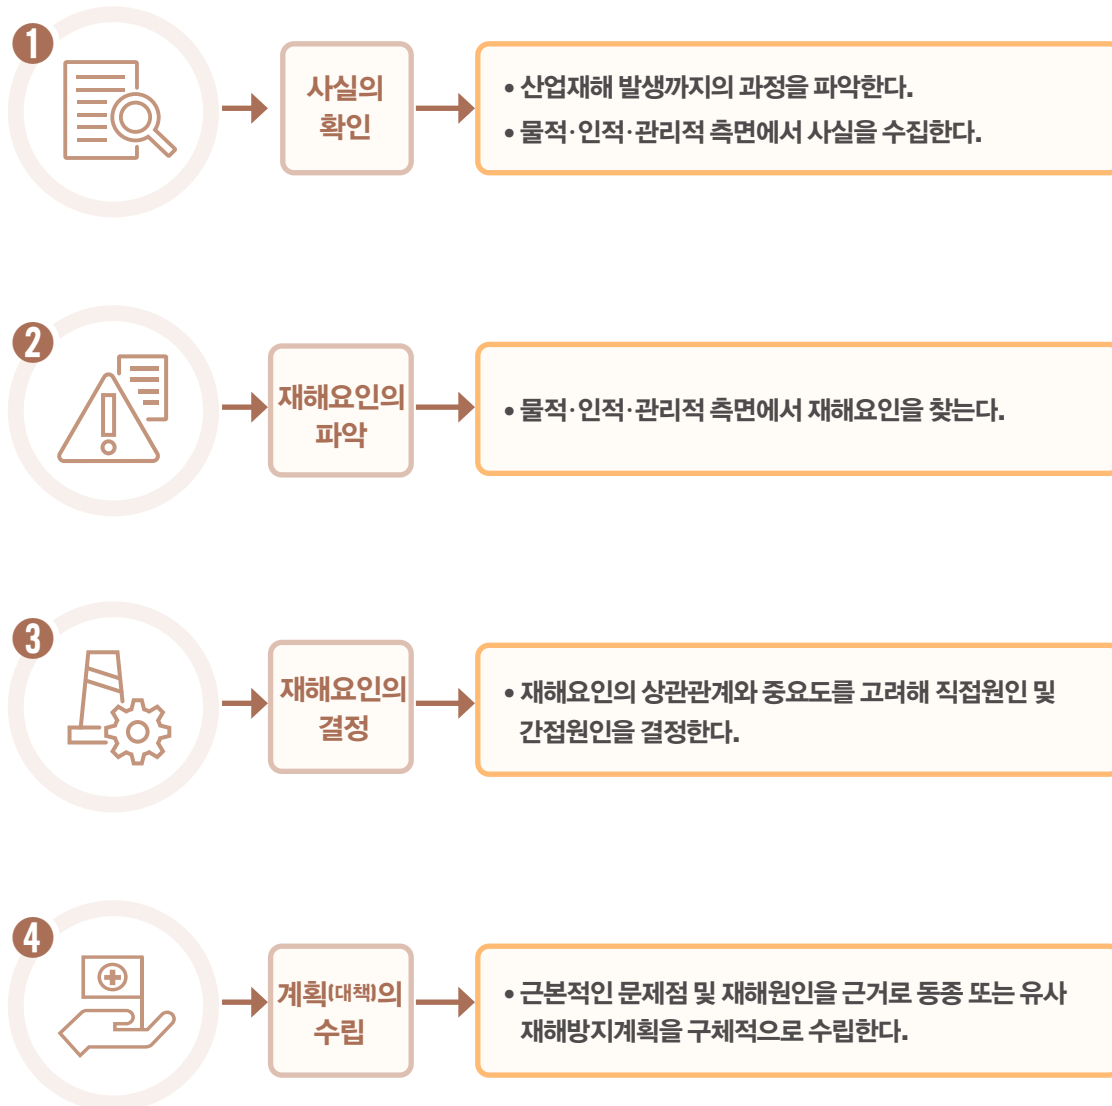 1
사실의
확인
• 산업재해 발생까지의 과정을 파악한다.
• 물적·인적·관리적 측면에서 사실을 수집한다.
2
재해요인의
파악
• 물적·인적·관리적 측면에서 재해요인을 찾는다.
3
재해요인의
결정
• 재해요인의 상관관계와 중요도를 고려해 직접원인 및
간접원인을 결정한다.
4
계획(대책)의
수립
• 근본적인 문제점 및 재해원인을 근거로 동종 또는 유사
재해방지계획을 구체적으로 수립한다.